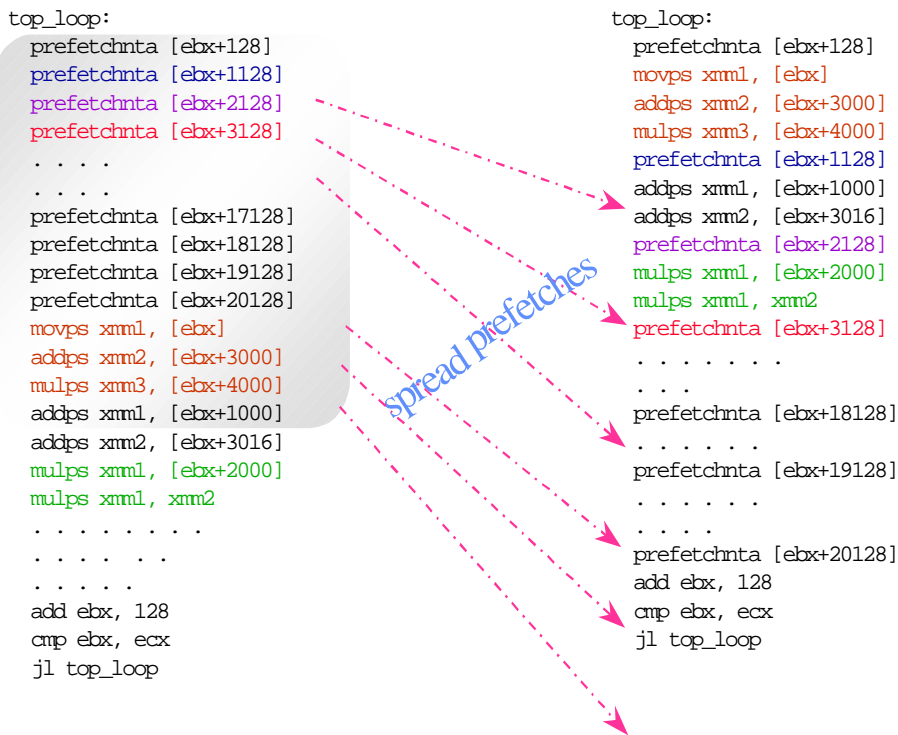 top_loop:
prefetchnta [ebx+128]
prefetchnta [ebx+1128]
prefetchnta [ebx+2128]
prefetchnta [ebx+3128]
. . . .
. . . .
prefetchnta [ebx+17128]
prefetchnta [ebx+18128]
prefetchnta [ebx+19128]
prefetchnta [ebx+20128]
movps xmm1, [ebx]
addps xmm2, [ebx+3000]
mulps xmm3, [ebx+4000]
addps xmm1, [ebx+1000]
addps xmm2, [ebx+3016]
mulps xmm1, [ebx+2000]
mulps xmm1, xmm2
. . . . . . . .
. . . . . .
. . . . .
add ebx, 128
cmp ebx, ecx
jl top_loop
spread prefetches
top_loop:
prefetchnta [ebx+128]
movps xmm1, [ebx]
addps xmm2, [ebx+3000]
mulps xmm3, [ebx+4000]
prefetchnta [ebx+1128]
addps xmm1, [ebx+1000]
addps xmm2, [ebx+3016]
prefetchnta [ebx+2128]
mulps xmm1, [ebx+2000]
mulps xmm1, xmm2
prefetchnta [ebx+3128]
. . . . . . .
. . .
prefetchnta [ebx+18128]
. . . . . .
prefetchnta [ebx+19128]
. . . . . .
. . . .
prefetchnta [ebx+20128]
add ebx, 128
cmp ebx, ecx
jl top_loop